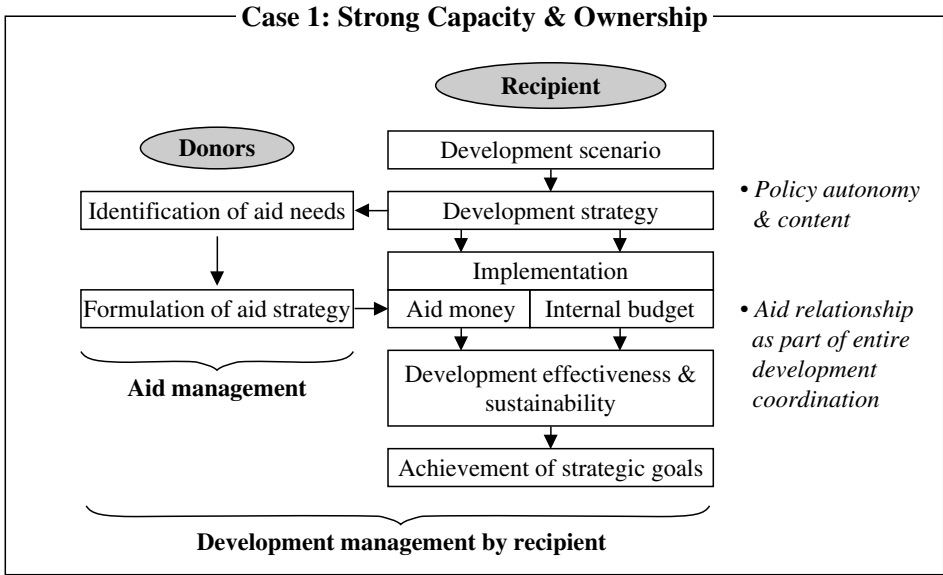 Case 1: Strong Capacity & Ownership
Recipient
Donors
Development scenario
Identification of aid needs
Development strategy
• Policy autonomy
& content
Implementation
Formulation of aid strategy
Aid money
Internal budget
• Aid relationship
as part of entire
development
coordination
Aid management
Development effectiveness &
sustainability
Achievement of strategic goals
Development management by recipient